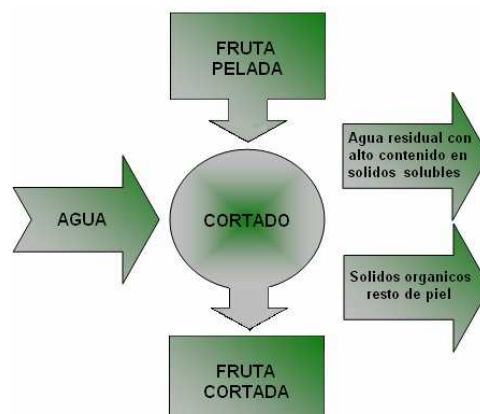 FRUTA
PELADA
Agua residual con
alto contenido en
solidos  solubles
AGUA
CORTADO
Solidos organicos
resto de piel
FRUTA
CORTADA